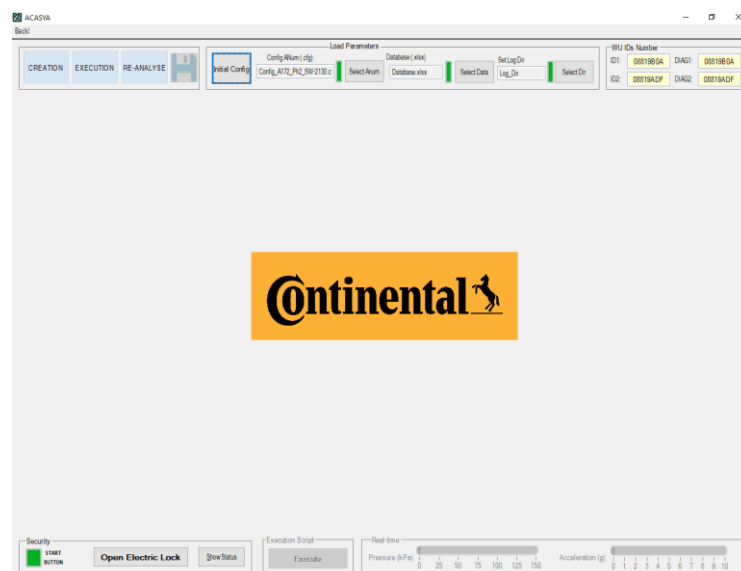 ACASYA
Back!
CREATION EXECUTION RE-ANALYSE
Load Parameters
Initial Config
Config ANum (.cfg)
Config_A172_Ph2_SW-2130.c
Select Anum
Database (.xlsx)
Database.xlsx
Select Data
Set Log Dir
Log_Dir
Select Dir
WU IDs Number
ID1: 08819B0A DIAG1: 08819B0A
ID2: 08819ADF DIAG2: 08819ADF
Continental
Security
START
BUTTON
Open Electric Lock
Show Status
Execution Script
Execute
Real-time
Pressure (kPa)
0 25 50 75 100 125 150
Acceleration (g)
0 1 2 3 4 5 6 7 8 9 10